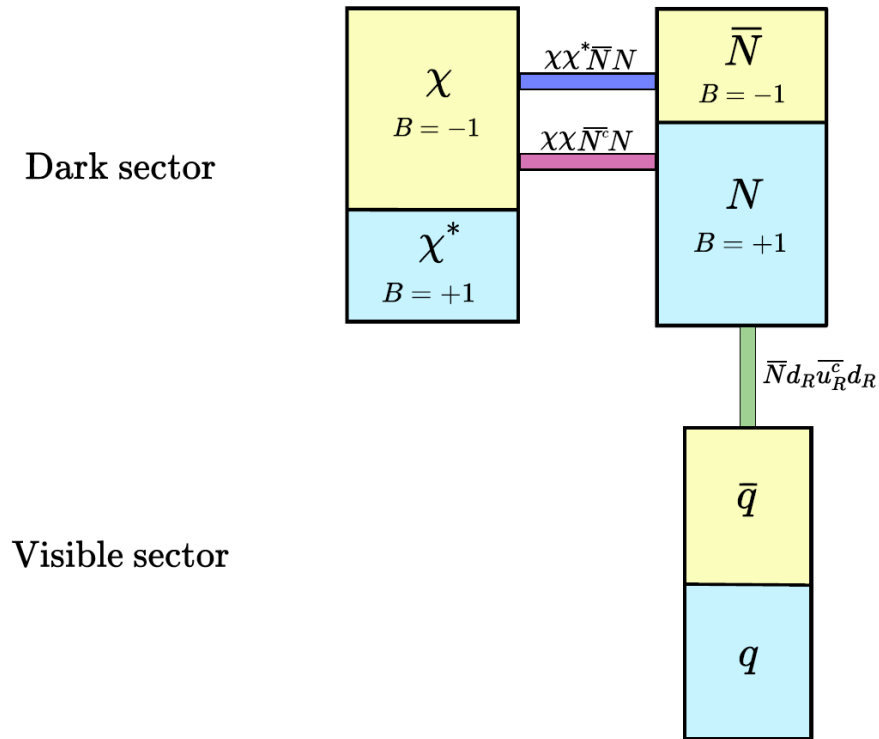 χ
B = −1
χχ*N̅N
N̅
B = −1
Dark sector
χχN̅ᶜN
N
B = +1
χ*
B = +1
N̅d_R\overline{u_R^c}d_R
q̅
Visible sector
q